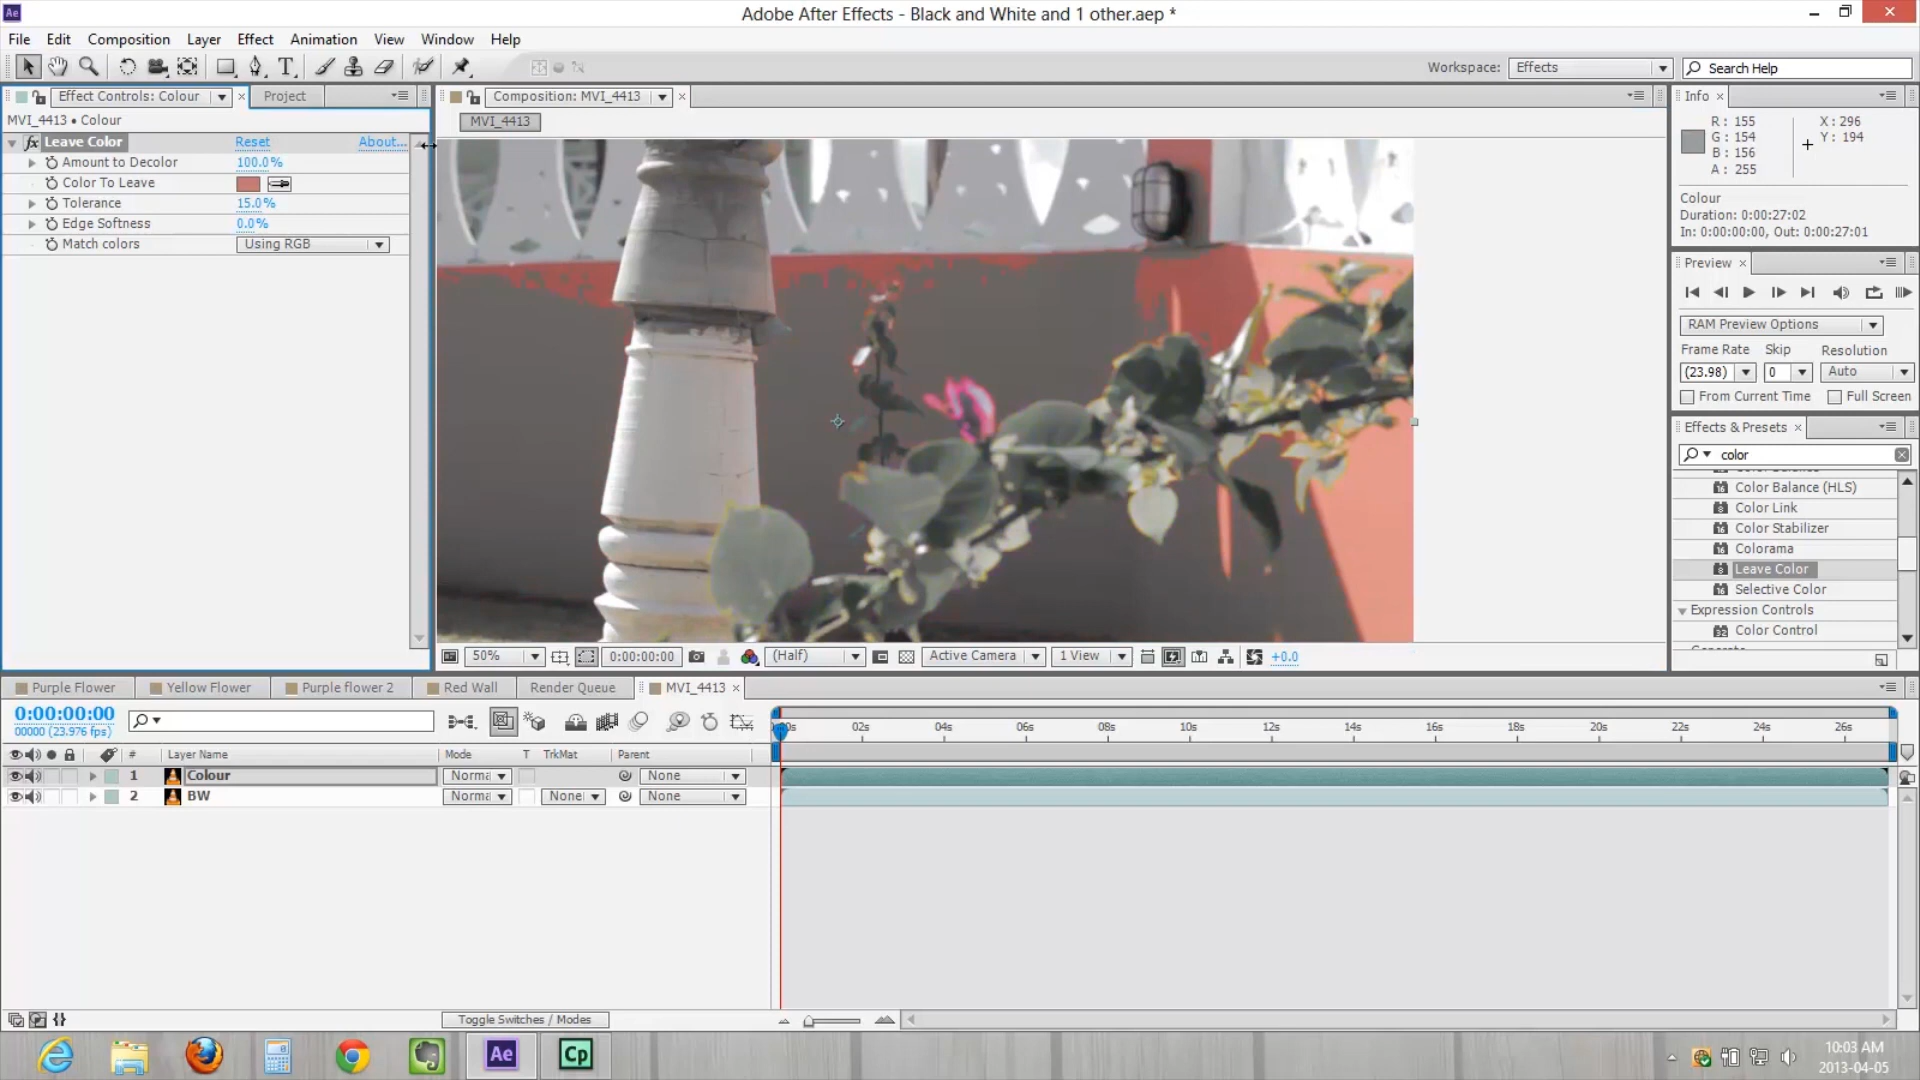 Ae
Adobe After Effects - Black and White and 1 other.aep *
File Edit Composition Layer Effect Animation View Window Help
Workspace: Effects Search Help
Effect Controls: Colour Project
Composition: MVI_4413
Info
MVI_4413 • Colour
MVI_4413
fx Leave Color Reset About...
Amount to Decolor 100.0%
Color To Leave
Tolerance 15.0%
Edge Softness 0.0%
Match colors Using RGB
R : 155
G : 154
B : 156
A : 255
X : 296
Y : 194
Colour
Duration: 0:00:27:02
In: 0:00:00:00, Out: 0:00:27:01
Preview
RAM Preview Options
Frame Rate Skip Resolution
(23.98) 0 Auto
From Current Time Full Screen
Effects & Presets
color
Color Balance
Color Balance (HLS)
Color Link
Color Stabilizer
Colorama
Leave Color
Selective Color
Expression Controls
Color Control
50% 0:00:00:00 (Half) Active Camera 1 View +0.0
Purple Flower Yellow Flower Purple flower 2 Red Wall Render Queue MVI_4413
0:00:00:00
00000 (23.976 fps)
02s 04s 06s 08s 10s 12s 14s 16s 18s 20s 22s 24s 26s
# Layer Name Mode T TrkMat Parent
1 Colour Norma None
2 BW Norma None None
Toggle Switches / Modes
Ae Cp
10:03 AM
2013-04-05